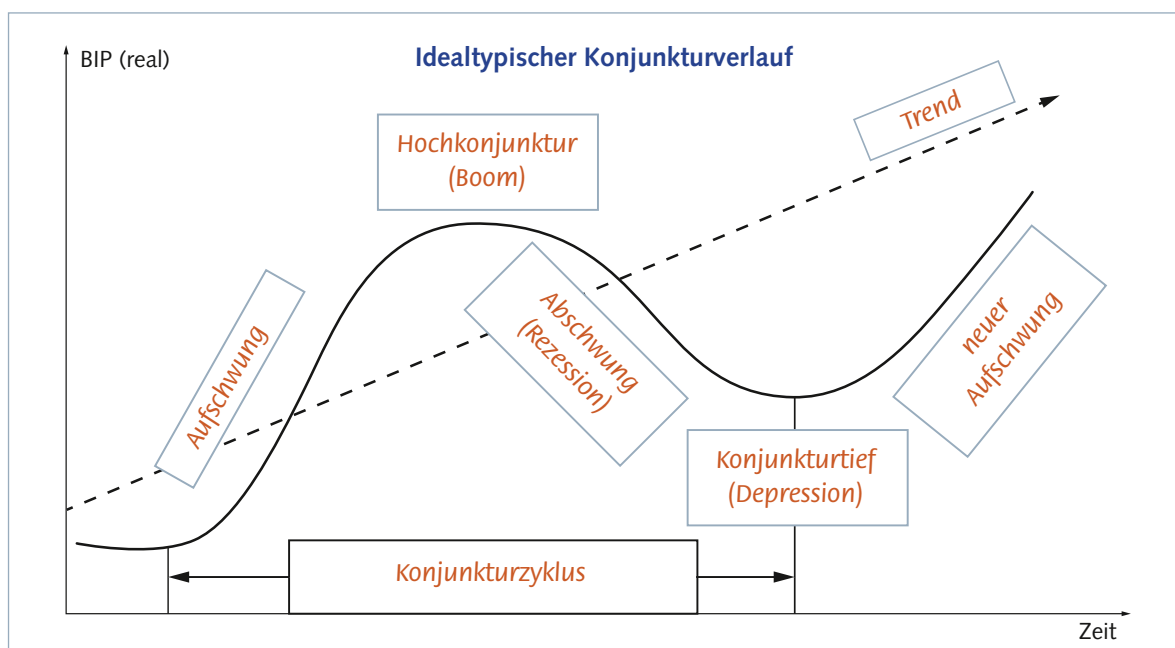 BIP (real)
Idealtypischer Konjunkturverlauf
Trend
Hochkonjunktur
(Boom)
Aufschwung
Abschwung
(Rezession)
neuer
Aufschwung
Konjunkturtief
(Depression)
Konjunkturzyklus
Zeit